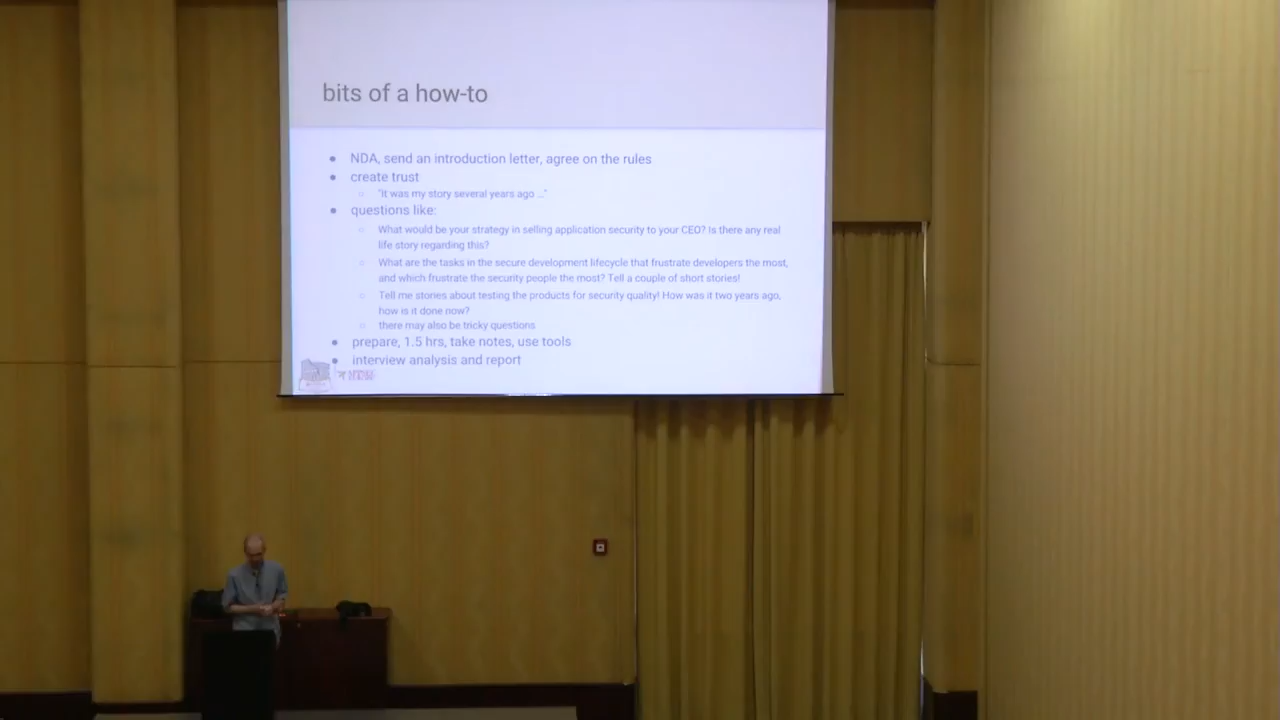 bits of a how-to
● NDA, send an introduction letter, agree on the rules
● create trust
○ "It was my story several years ago ..."
● questions like:
○ What would be your strategy in selling application security to your CEO? Is there any real
life story regarding this?
○ What are the tasks in the secure development lifecycle that frustrate developers the most,
and which frustrate the security people the most? Tell a couple of short stories!
○ Tell me stories about testing the products for security quality! How was it two years ago,
how is it done now?
○ there may also be tricky questions
● prepare, 1.5 hrs, take notes, use tools
● interview analysis and report